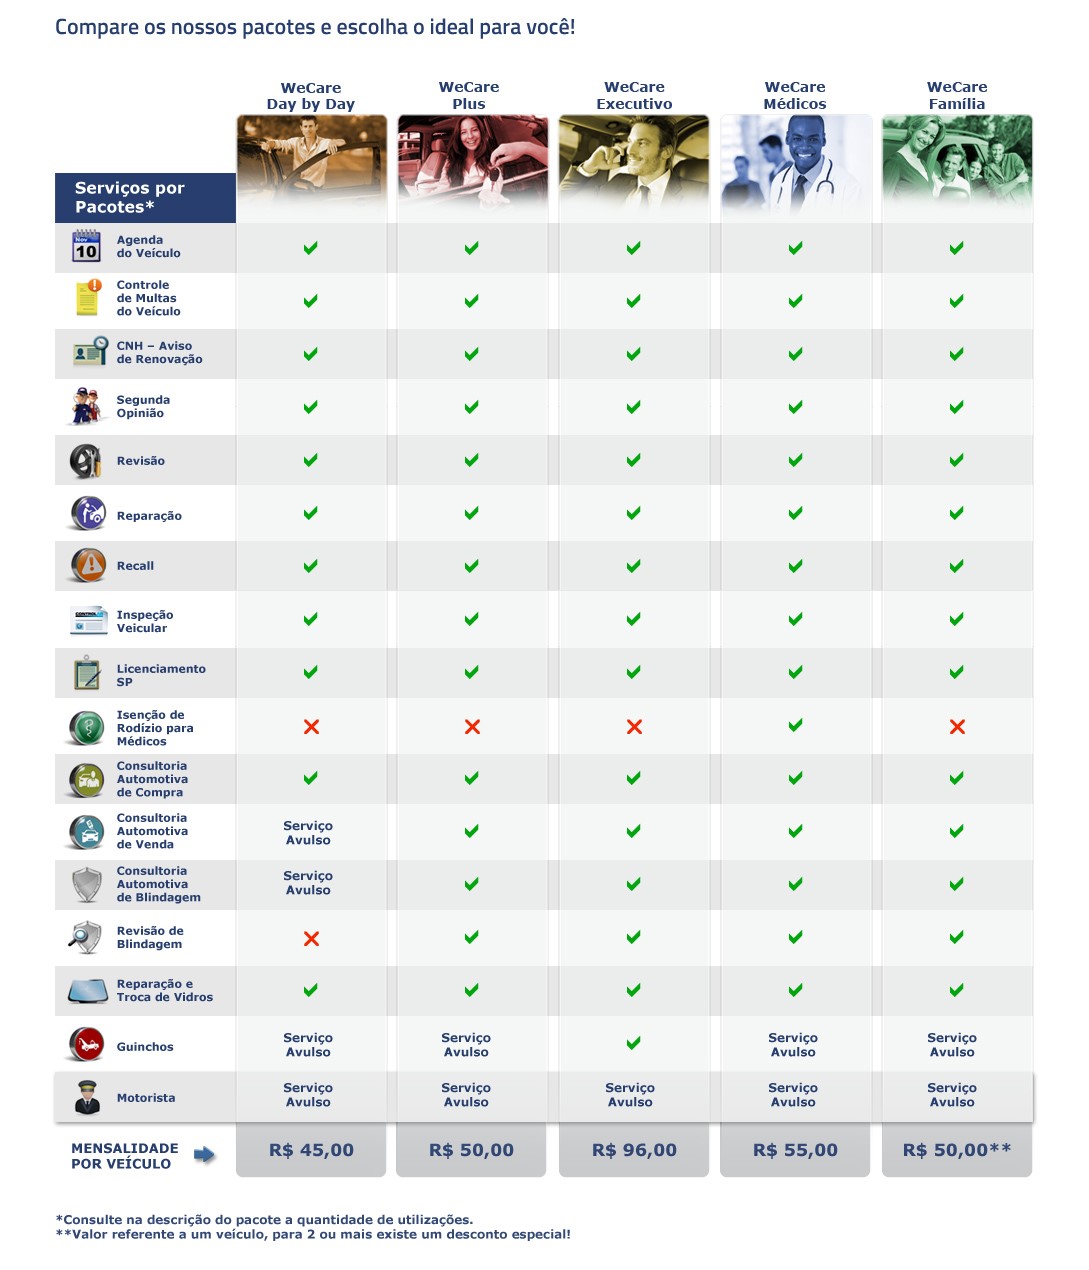 Compare os nossos pacotes e escolha o ideal para você!
WeCare
Day by Day
WeCare
Plus
WeCare
Executivo
WeCare
Médicos
WeCare
Família
Serviços por
Pacotes*
Nov
10
Agenda
do Veículo
Controle
de Multas
do Veículo
CNH – Aviso
de Renovação
Segunda
Opinião
Revisão
Reparação
Recall
CONTROLAR
Inspeção
Veicular
Licenciamento
SP
Isenção de
Rodízio para
Médicos
Consultoria
Automotiva
de Compra
Consultoria
Automotiva
de Venda
Serviço
Avulso
Consultoria
Automotiva
de Blindagem
Serviço
Avulso
Revisão de
Blindagem
Reparação e
Troca de Vidros
Guinchos
Serviço
Avulso
Serviço
Avulso
Serviço
Avulso
Serviço
Avulso
Motorista
Serviço
Avulso
Serviço
Avulso
Serviço
Avulso
Serviço
Avulso
Serviço
Avulso
MENSALIDADE
POR VEÍCULO
R$ 45,00
R$ 50,00
R$ 96,00
R$ 55,00
R$ 50,00**
*Consulte na descrição do pacote a quantidade de utilizações.
**Valor referente a um veículo, para 2 ou mais existe um desconto especial!